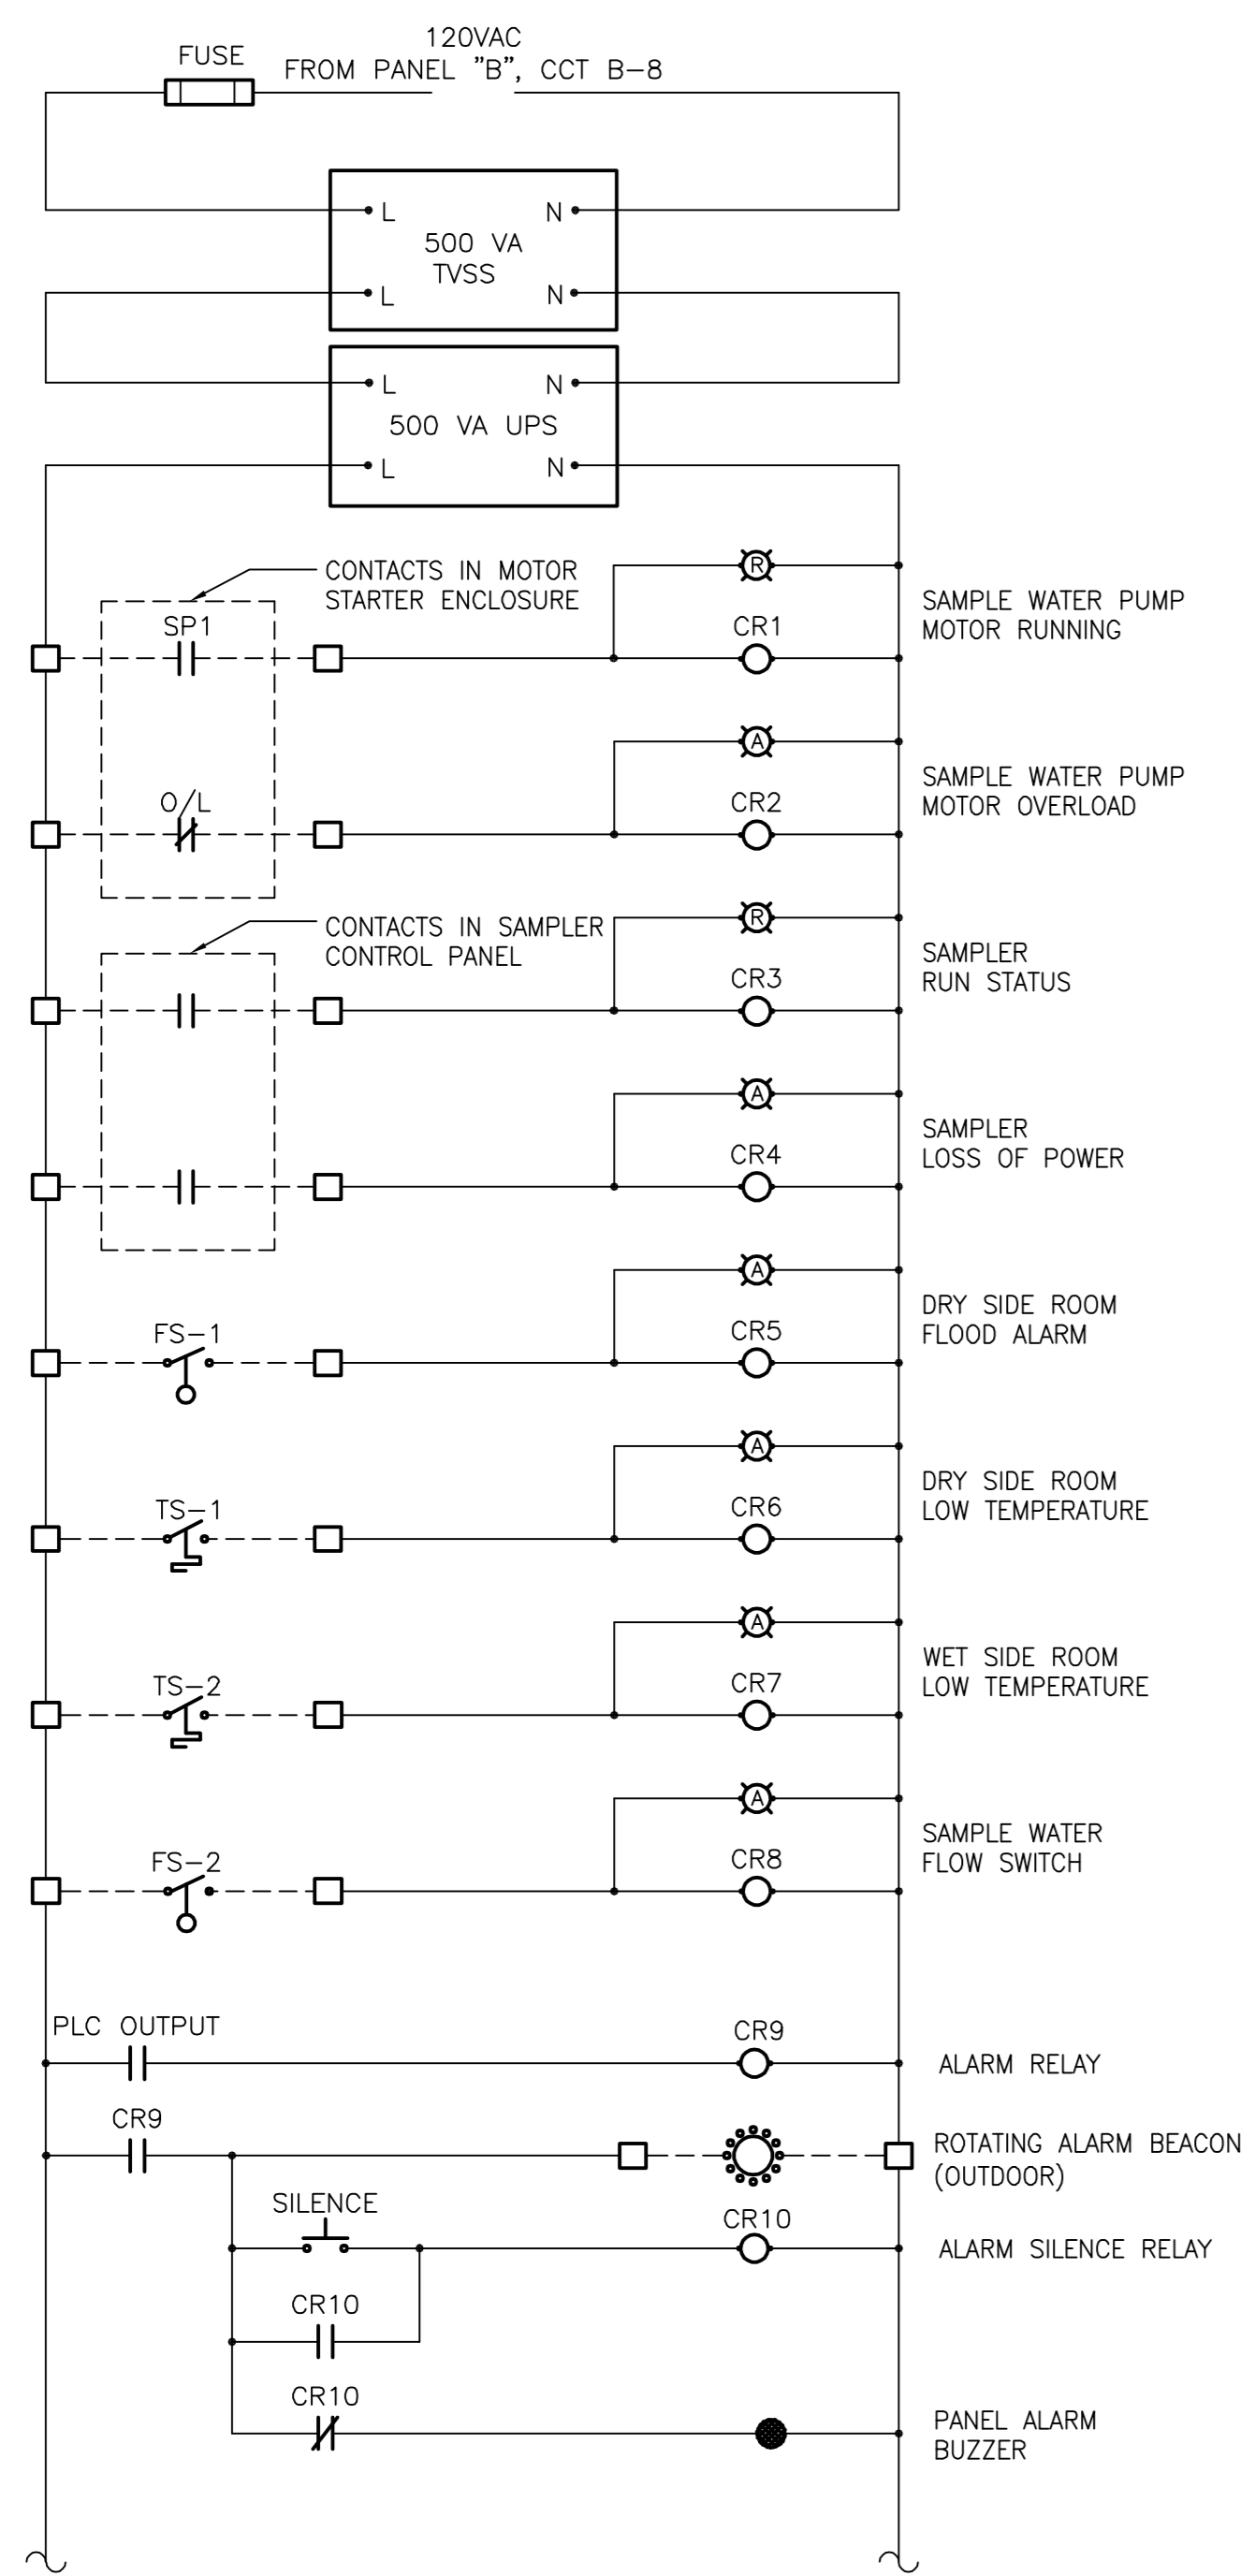 120VAC
FUSE
FROM PANEL "B", CCT B-8
L N
500 VA
TVSS
L N
L N
500 VA UPS
L N
R
CONTACTS IN MOTOR
STARTER ENCLOSURE
SAMPLE WATER PUMP
MOTOR RUNNING
SP1
CR1
A
SAMPLE WATER PUMP
MOTOR OVERLOAD
O/L
CR2
R
CONTACTS IN SAMPLER
CONTROL PANEL
SAMPLER
RUN STATUS
CR3
A
SAMPLER
LOSS OF POWER
CR4
A
DRY SIDE ROOM
FLOOD ALARM
FS-1
CR5
A
DRY SIDE ROOM
LOW TEMPERATURE
TS-1
CR6
A
WET SIDE ROOM
LOW TEMPERATURE
TS-2
CR7
A
SAMPLE WATER
FLOW SWITCH
FS-2
CR8
PLC OUTPUT
CR9
ALARM RELAY
CR9
ROTATING ALARM BEACON
(OUTDOOR)
SILENCE
CR10
ALARM SILENCE RELAY
CR10
CR10
PANEL ALARM
BUZZER